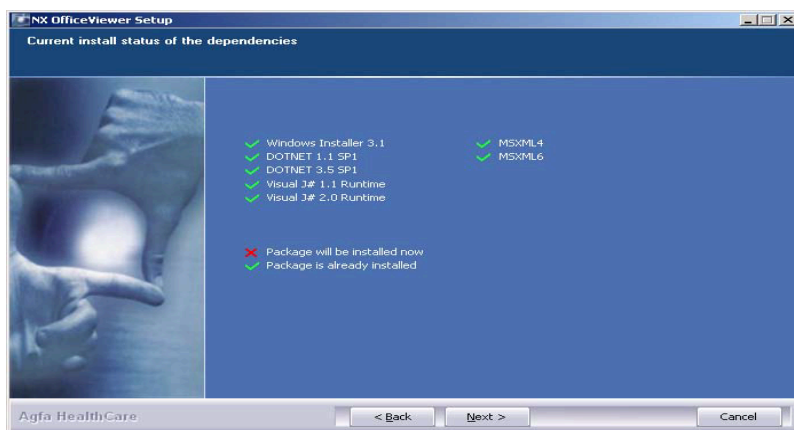 NX OfficeViewer Setup
Current install status of the dependencies
Windows Installer 3.1
DOTNET 1.1 SP1
DOTNET 3.5 SP1
Visual J# 1.1 Runtime
Visual J# 2.0 Runtime
MSXML4
MSXML6
Package will be installed now
Package is already installed
Agfa HealthCare
< Back
Next >
Cancel